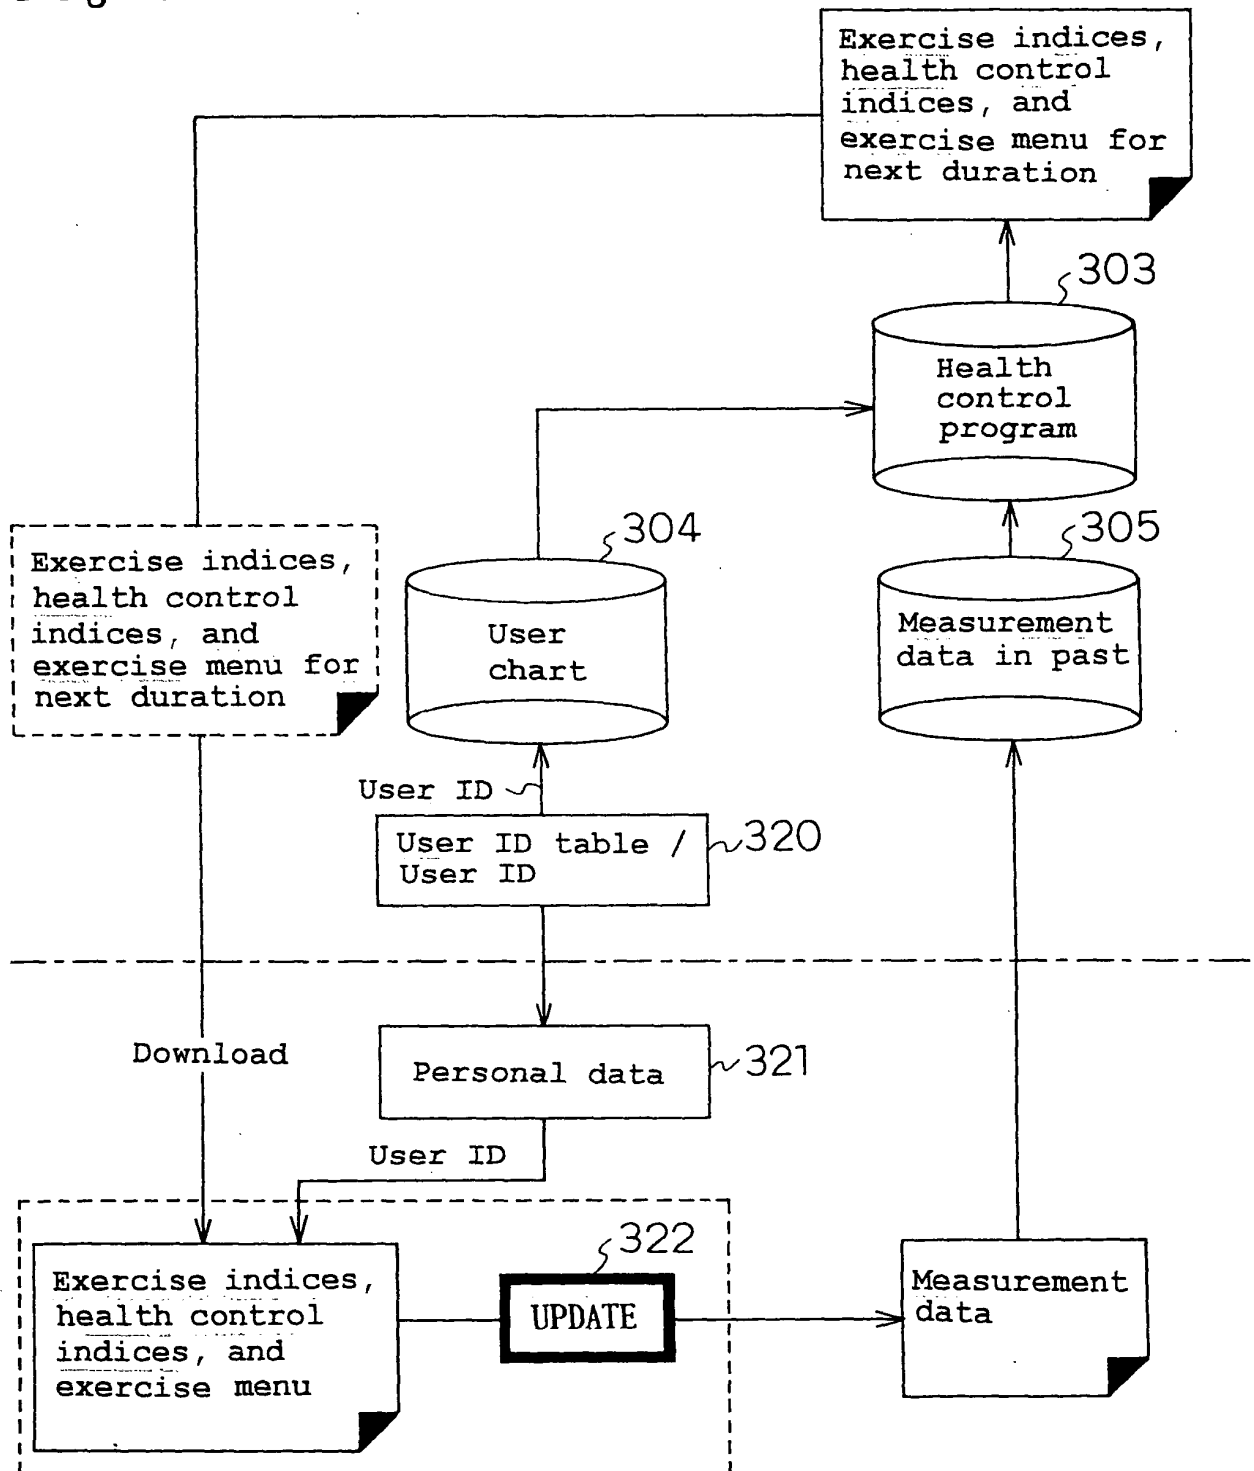 Exercise indices,
health control
indices, and
exercise menu for
next duration
303
Health
control
program
304
305
Exercise indices,
health control
indices, and
exercise menu for
next duration
User
chart
Measurement
data in past
User ID
User ID table /
User ID
320
Download
Personal data
321
User ID
322
Exercise indices,
health control
indices, and
exercise menu
UPDATE
Measurement
data